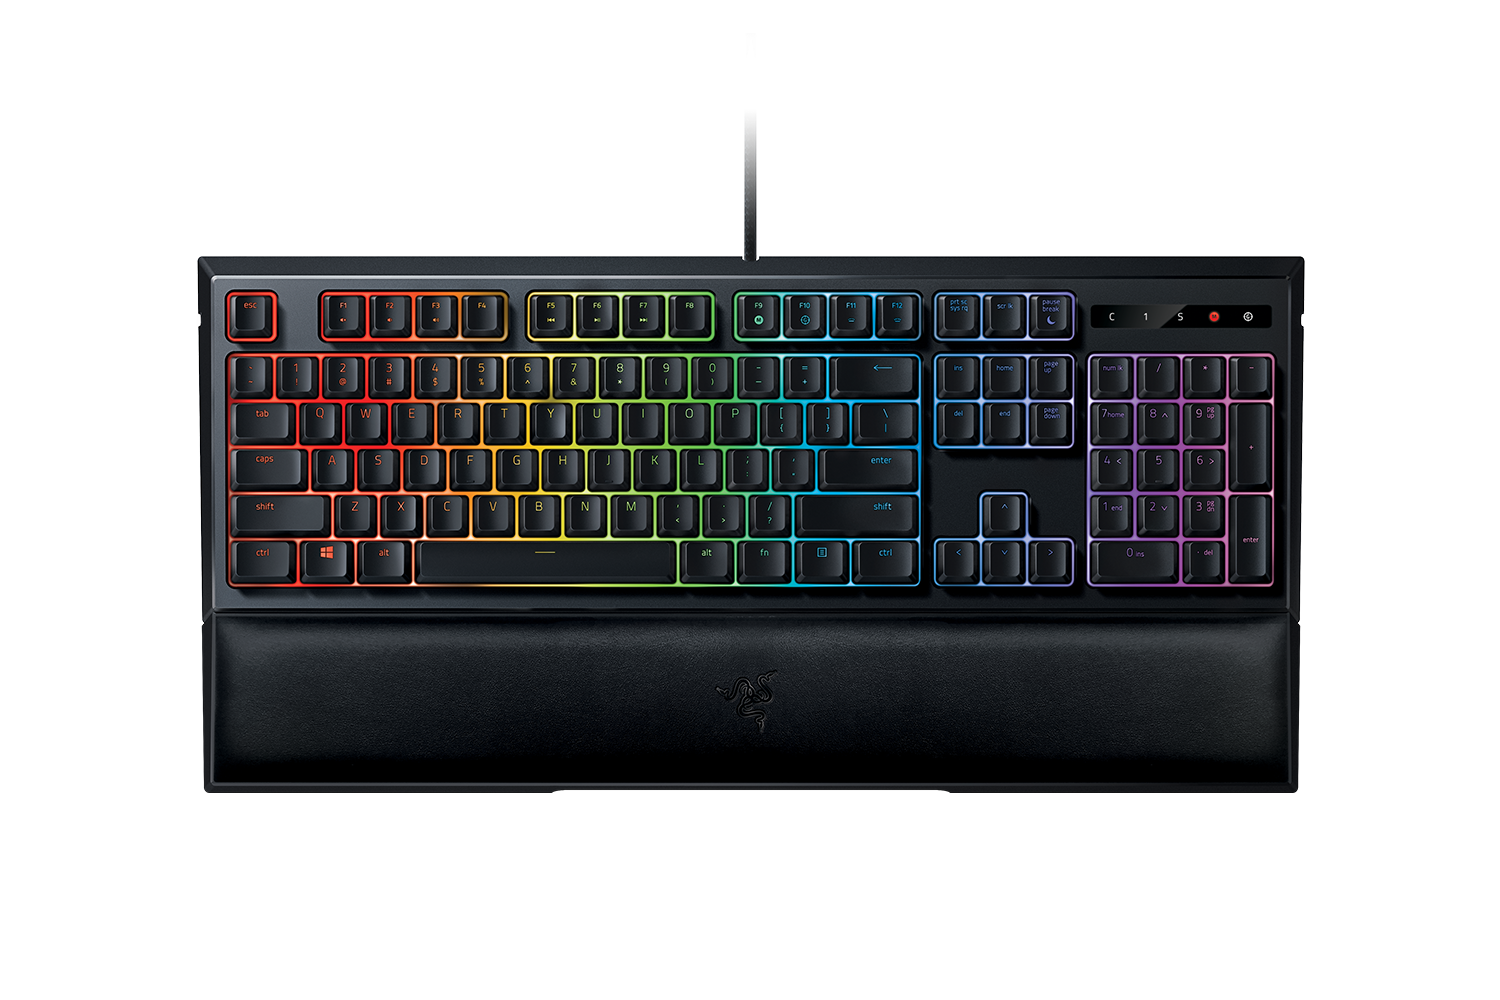 esc F1 F2 F3 F4 F5 F6 F7 F8 F9 F10 F11 F12 prt sc sys rq scr lk pause break C 1 S M
1 ! 2 @ 3 # 4 $ 5 % 6 ^ 7 & 8 * 9 ( 0 ) - = + ins home page up num lk / * -
tab Q W E R T Y U I O P [ { ] } \ | del end page down 7 home 8 9 pg up +
caps A S D F G H J K L ; ' enter 4 < 5 6 >
shift Z X C V B N M , < . > / ? shift ^ 1 end 2 3 pg dn enter
ctrl alt alt fn ctrl < > 0 ins . del